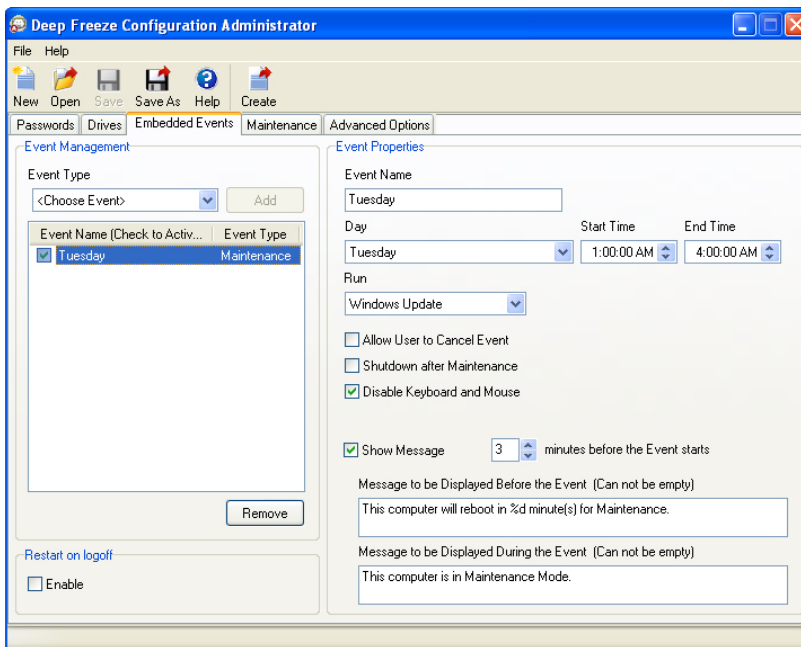 Deep Freeze Configuration Administrator
File Help
New Open Save Save As Help Create
Passwords Drives Embedded Events Maintenance Advanced Options
Event Management
Event Type
<Choose Event> Add
Event Name (Check to Activ... Event Type
Tuesday Maintenance
Remove
Restart on logoff
Enable
Event Properties
Event Name
Tuesday
Day Start Time End Time
Tuesday 1:00:00 AM 4:00:00 AM
Run
Windows Update
Allow User to Cancel Event
Shutdown after Maintenance
Disable Keyboard and Mouse
Show Message 3 minutes before the Event starts
Message to be Displayed Before the Event (Can not be empty)
This computer will reboot in %d minute(s) for Maintenance.
Message to be Displayed During the Event (Can not be empty)
This computer is in Maintenance Mode.